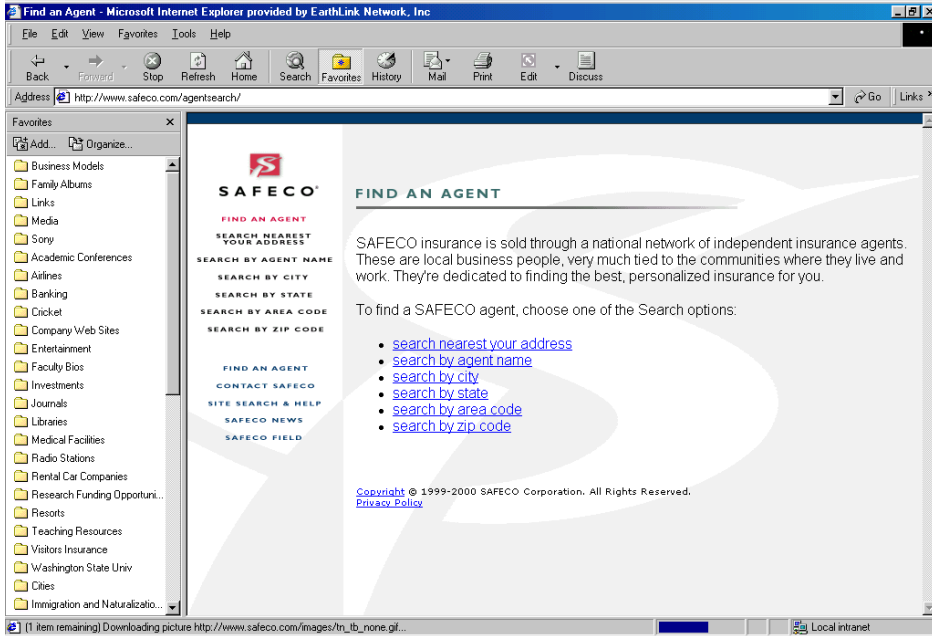 Find an Agent - Microsoft Internet Explorer provided by EarthLink Network, Inc
File Edit View Favorites Tools Help
Back Forward Stop Refresh Home Search Favorites History Mail Print Edit Discuss
Address http://www.safeco.com/agentsearch/ Go Links »
Favorites
Add... Organize...
Business Models
Family Albums
Links
Media
Sony
Academic Conferences
Airlines
Banking
Cricket
Company Web Sites
Entertainment
Faculty Bios
Investments
Journals
Libraries
Medical Facilities
Radio Stations
Rental Car Companies
Research Funding Opportuni...
Resorts
Teaching Resources
Visitors Insurance
Washington State Univ
Cities
Immigration and Naturalizatio...
SAFECO
FIND AN AGENT
SEARCH NEAREST
YOUR ADDRESS
SEARCH BY AGENT NAME
SEARCH BY CITY
SEARCH BY STATE
SEARCH BY AREA CODE
SEARCH BY ZIP CODE
FIND AN AGENT
CONTACT SAFECO
SITE SEARCH & HELP
SAFECO NEWS
SAFECO FIELD
FIND AN AGENT
SAFECO insurance is sold through a national network of independent insurance agents.
These are local business people, very much tied to the communities where they live and
work. They're dedicated to finding the best, personalized insurance for you.
To find a SAFECO agent, choose one of the Search options:
• search nearest your address
• search by agent name
• search by city
• search by state
• search by area code
• search by zip code
Copyright © 1999-2000 SAFECO Corporation. All Rights Reserved.
Privacy Policy
(1 item remaining) Downloading picture http://www.safeco.com/images/tn_tb_none.gif... Local intranet